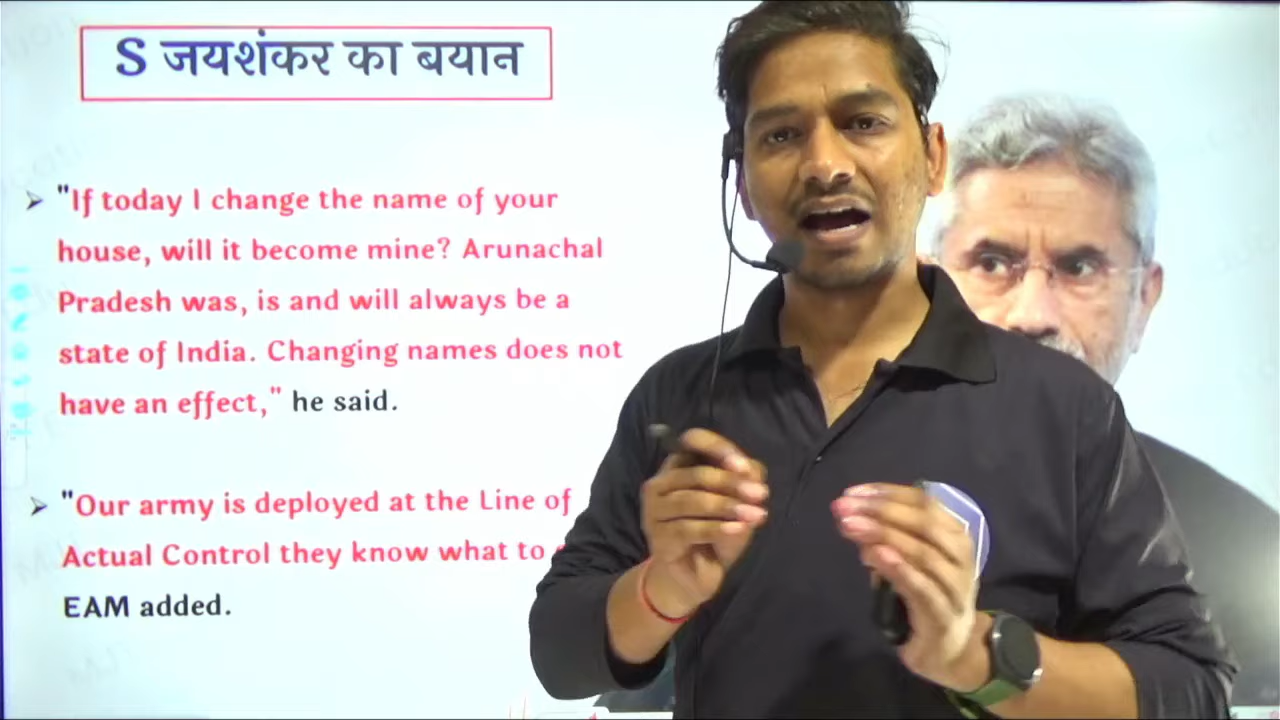 S जयशंकर का बयान
"If today I change the name of your
house, will it become mine? Arunachal
Pradesh was, is and will always be a
state of India. Changing names does not
have an effect," he said.
"Our army is deployed at the Line of
Actual Control they know what to
EAM added.